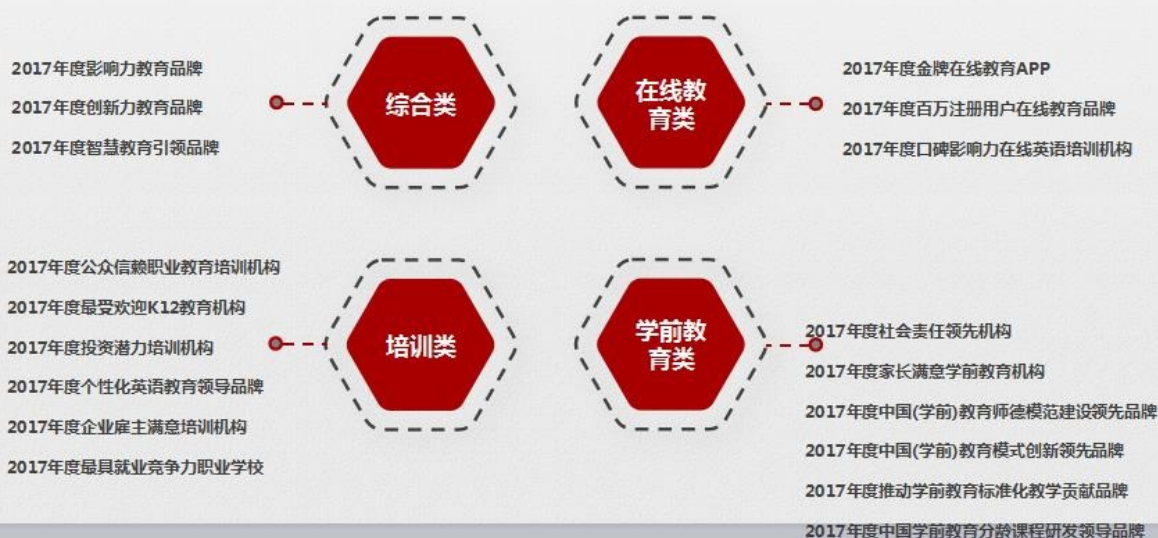 综合类
2017年度影响力教育品牌
2017年度创新力教育品牌
2017年度智慧教育引领品牌
在线教
育类
2017年度金牌在线教育APP
2017年度百万注册用户在线教育品牌
2017年度口碑影响力在线英语培训机构
培训类
2017年度公众信赖职业教育培训机构
2017年度最受欢迎K12教育机构
2017年度投资潜力培训机构
2017年度个性化英语教育领导品牌
2017年度企业雇主满意培训机构
2017年度最具就业竞争力职业学校
学前教
育类
2017年度社会责任领先机构
2017年度家长满意学前教育机构
2017年度中国(学前)教育师德模范建设领先品牌
2017年度中国(学前)教育模式创新领先品牌
2017年度推动学前教育标准化教学贡献品牌
2017年度中国学前教育分龄课程研发领导品牌